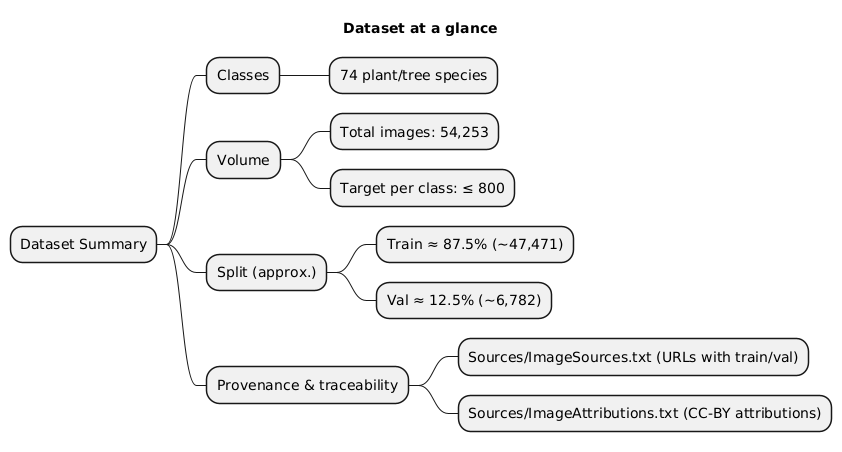 Dataset at a glance
Dataset Summary
Classes
74 plant/tree species
Volume
Total images: 54,253
Target per class: ≤ 800
Split (approx.)
Train ≈ 87.5% (~47,471)
Val ≈ 12.5% (~6,782)
Provenance & traceability
Sources/ImageSources.txt (URLs with train/val)
Sources/ImageAttributions.txt (CC-BY attributions)